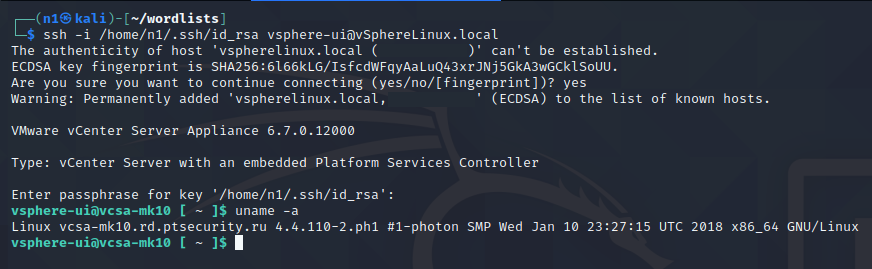 ┌──(n1㉿kali)-[~/wordlists]
└─$ ssh -i /home/n1/.ssh/id_rsa vsphere-ui@vSphereLinux.local
The authenticity of host 'vspherelinux.local ( )' can't be established.
ECDSA key fingerprint is SHA256:6l66kLG/IsfcdWFqyAaLuQ43xrJNj5GkA3wGCklSoUU.
Are you sure you want to continue connecting (yes/no/[fingerprint])? yes
Warning: Permanently added 'vspherelinux.local, ' (ECDSA) to the list of known hosts.
VMware vCenter Server Appliance 6.7.0.12000
Type: vCenter Server with an embedded Platform Services Controller
Enter passphrase for key '/home/n1/.ssh/id_rsa':
vsphere-ui@vcsa-mk10 [ ~ ]$ uname -a
Linux vcsa-mk10.rd.ptsecurity.ru 4.4.110-2.ph1 #1-photon SMP Wed Jan 10 23:27:15 UTC 2018 x86_64 GNU/Linux
vsphere-ui@vcsa-mk10 [ ~ ]$